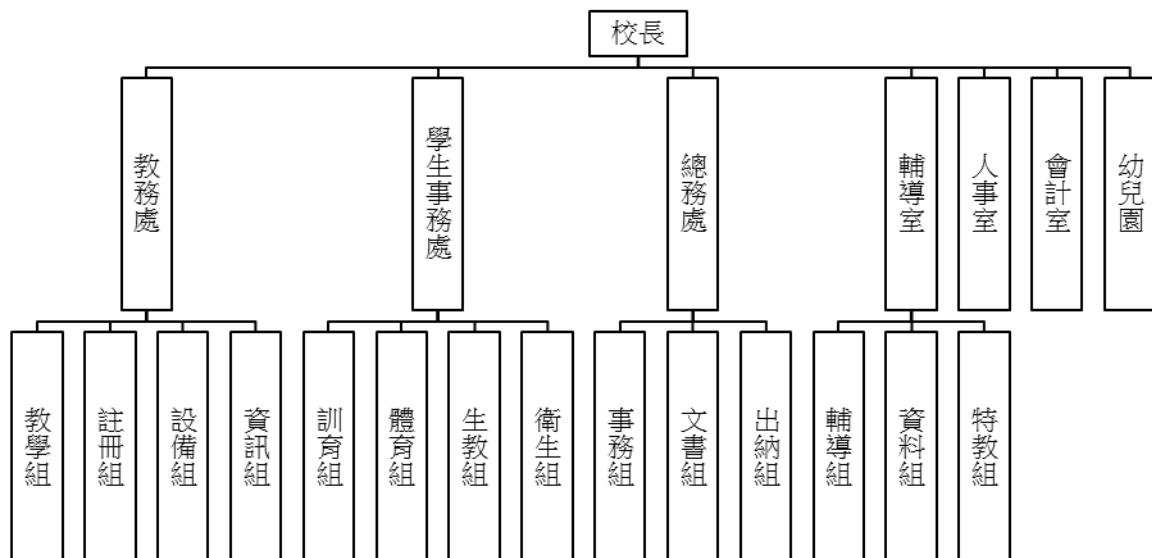 校長
教務處
學生事務處
總務處
輔導室
人事室
會計室
幼兒園
教學組
註冊組
設備組
資訊組
訓育組
體育組
生教組
衛生組
事務組
文書組
出納組
輔導組
資料組
特教組